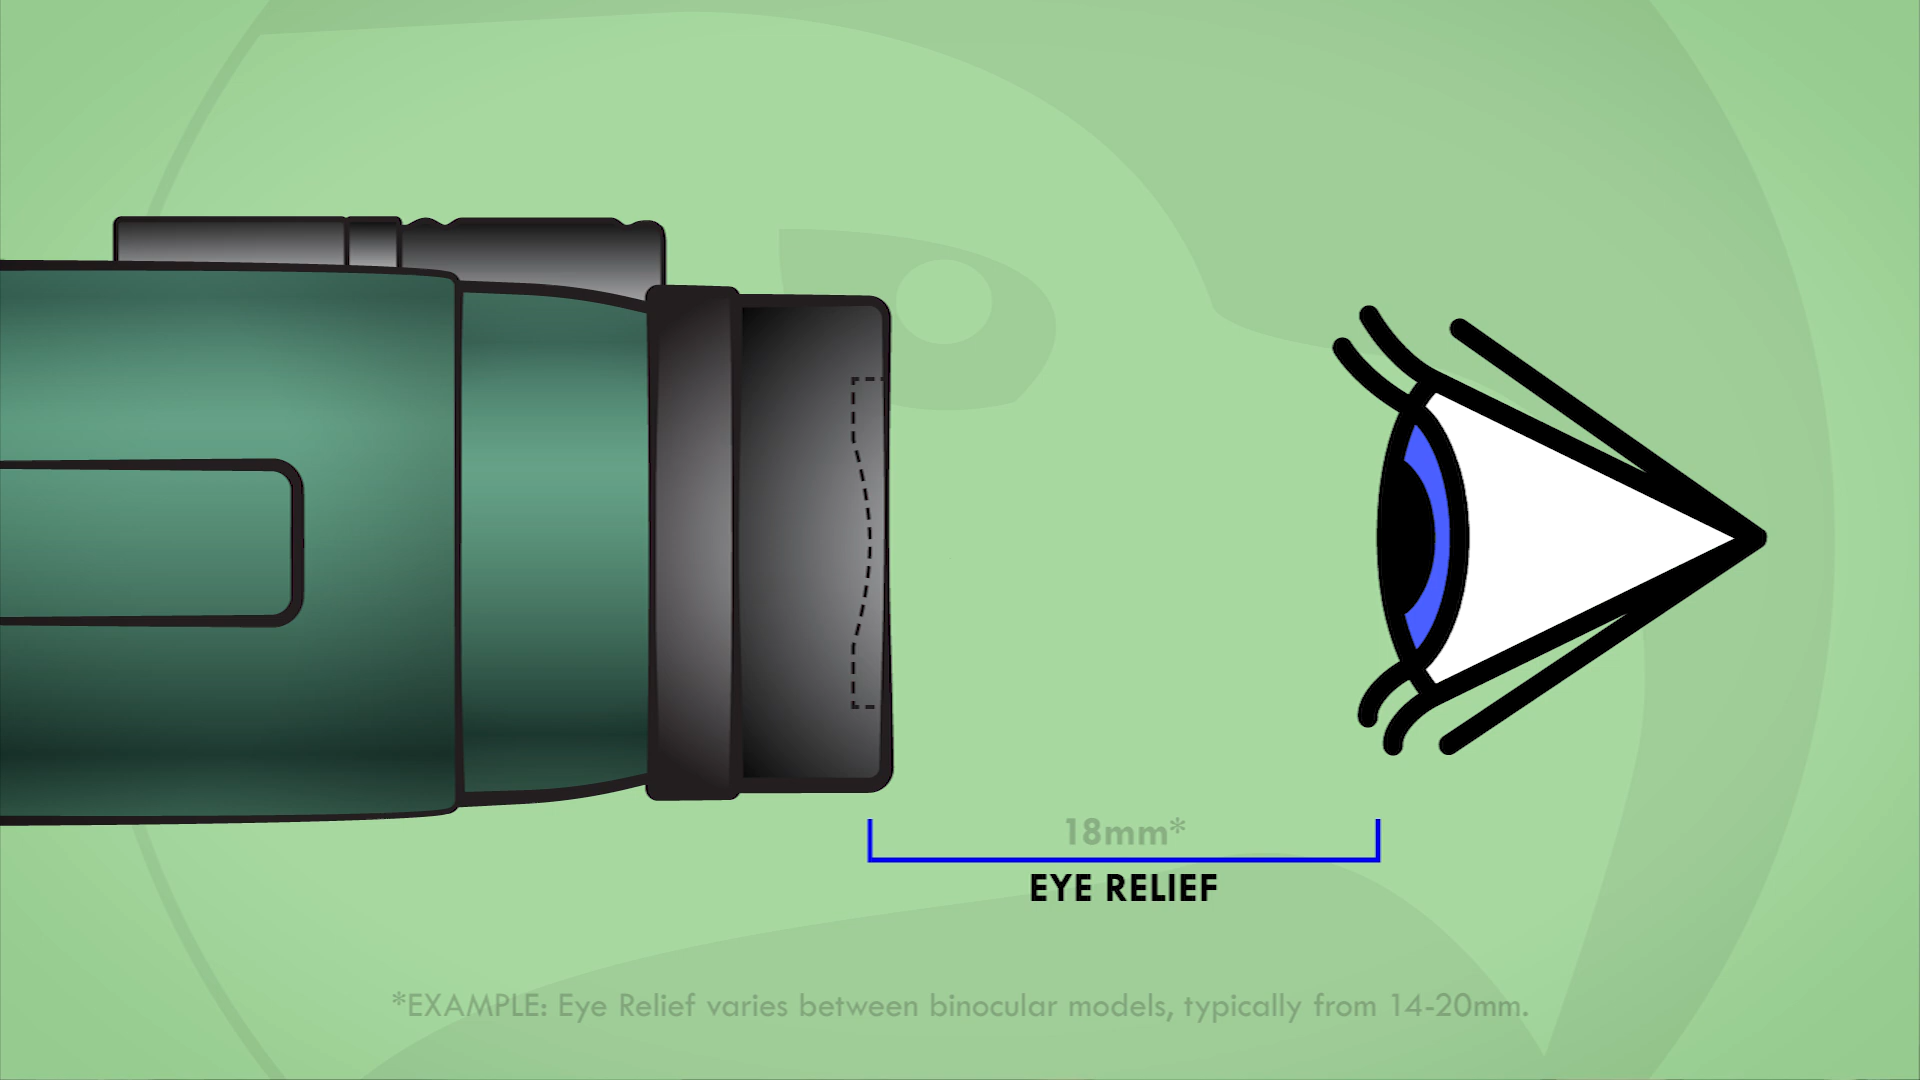 18mm*
EYE RELIEF
*EXAMPLE: Eye Relief varies between binocular models, typically from 14-20mm.